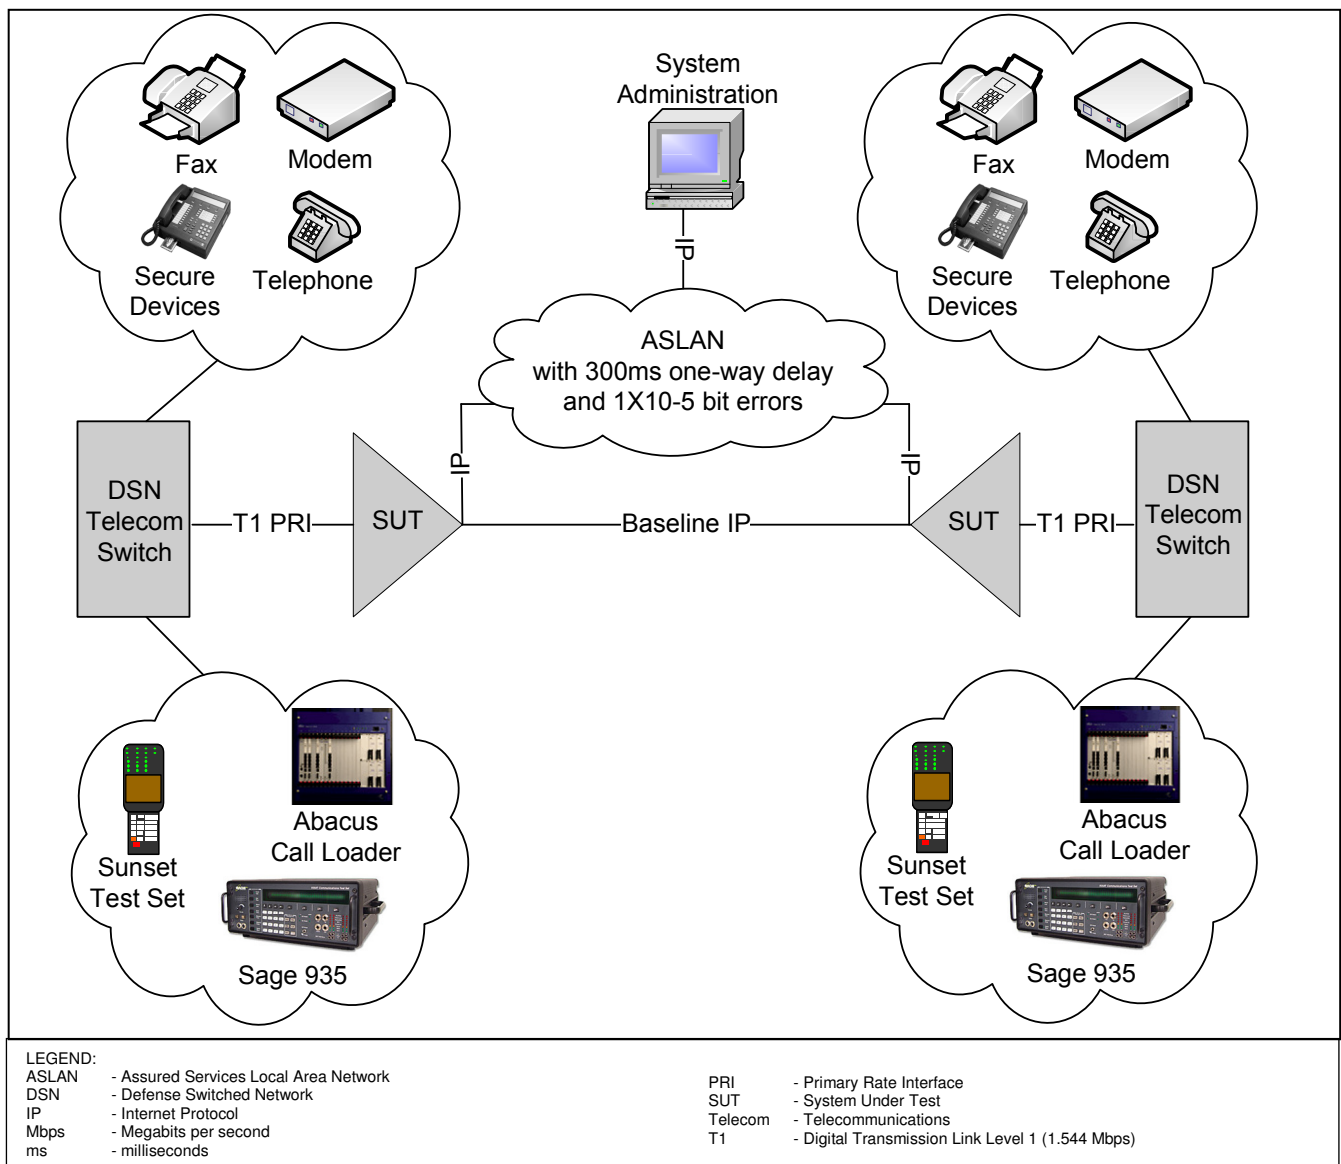 System
Administration
Fax
Modem
Secure
Devices
Telephone
Fax
Modem
Secure
Devices
Telephone
IP
ASLAN
with 300ms one-way delay
and 1X10-5 bit errors
IP
IP
DSN
Telecom
Switch
T1 PRI
SUT
Baseline IP
SUT
T1 PRI
DSN
Telecom
Switch
Abacus
Call Loader
Sunset
Test Set
Sage 935
Abacus
Call Loader
Sunset
Test Set
Sage 935
LEGEND:
ASLAN - Assured Services Local Area Network
DSN - Defense Switched Network
IP - Internet Protocol
Mbps - Megabits per second
ms - milliseconds
PRI - Primary Rate Interface
SUT - System Under Test
Telecom - Telecommunications
T1 - Digital Transmission Link Level 1 (1.544 Mbps)